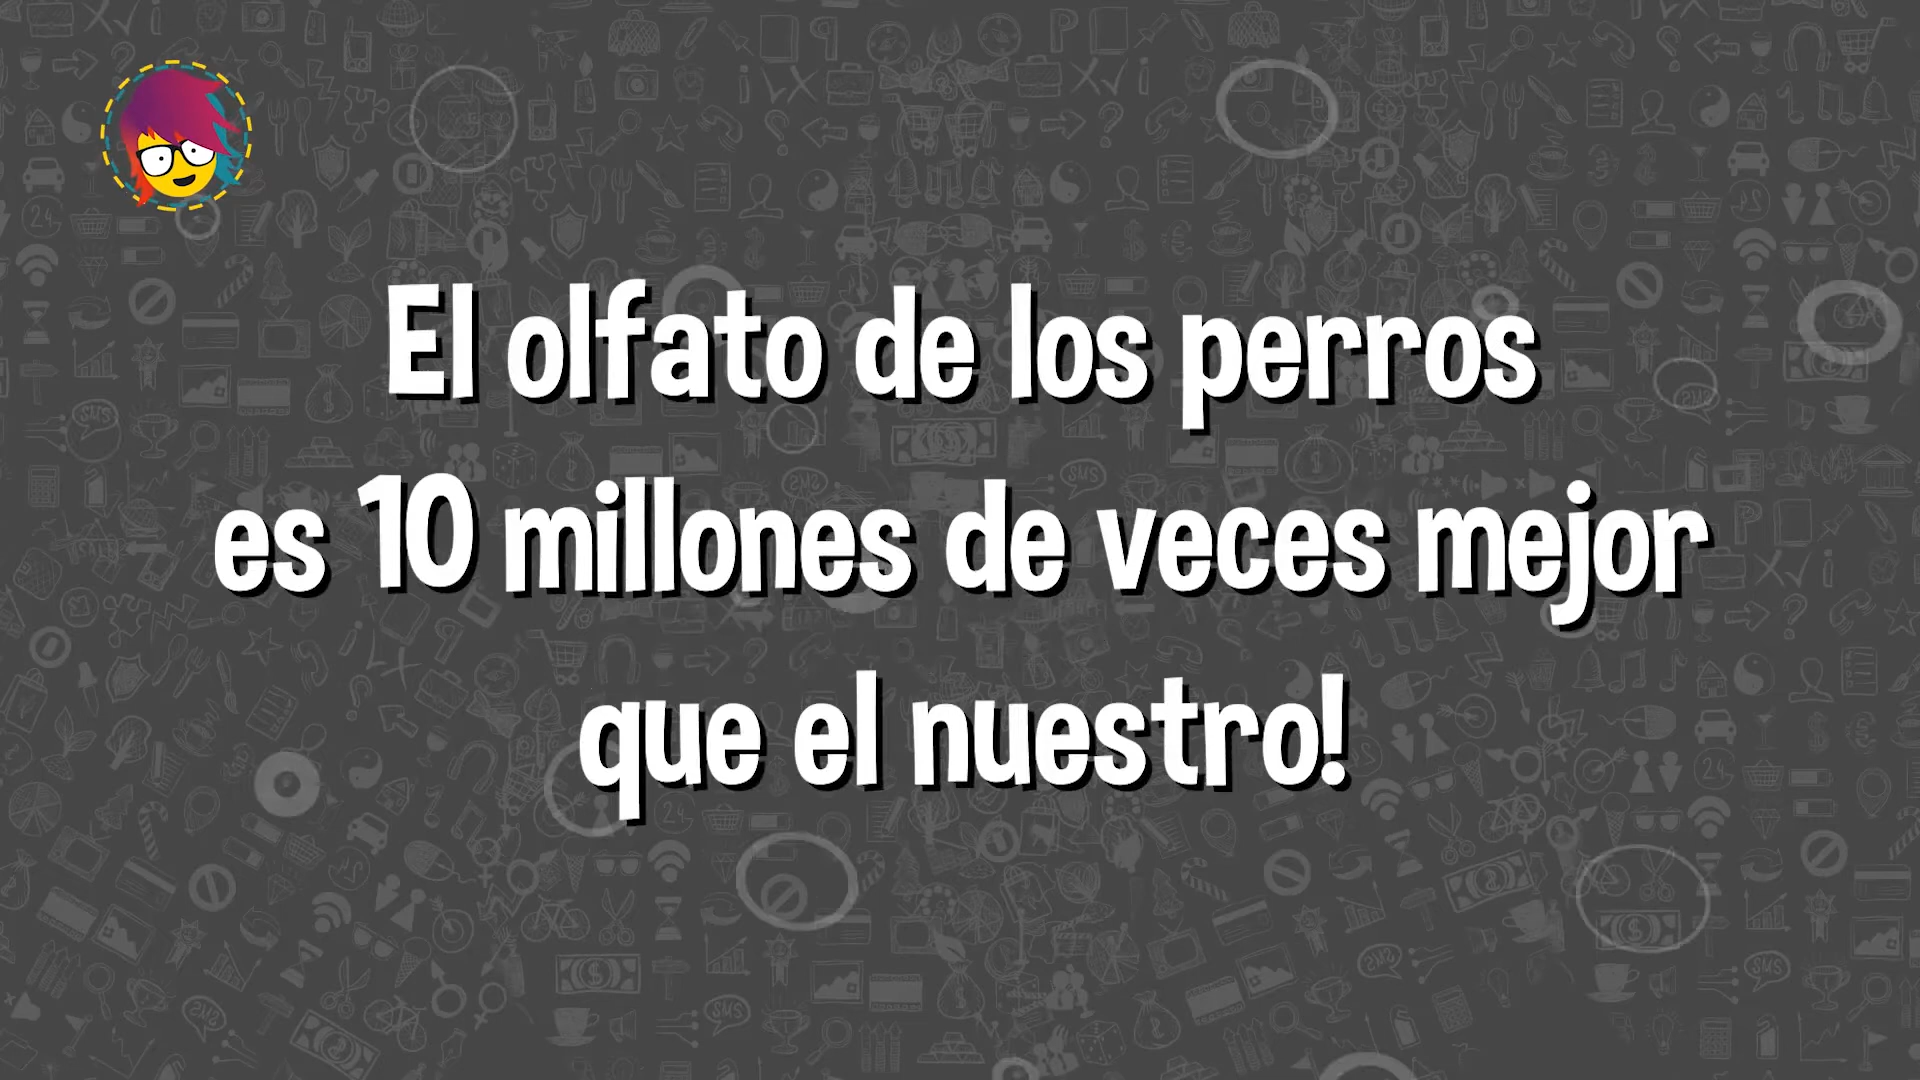 El olfato de los perros
es 10 millones de veces mejor
que el nuestro!